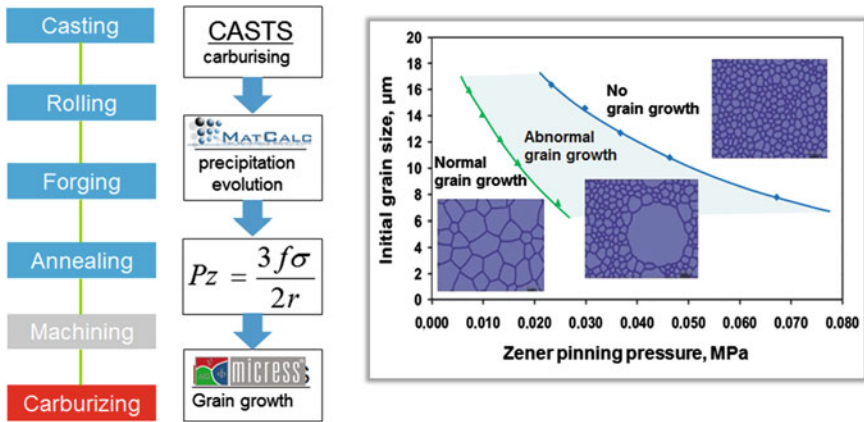 Casting
Rolling
Forging
Annealing
Machining
Carburizing
CASTS
carburising
MATCALC
precipitation
evolution
Pz = 3fσ / 2r
micress®
Grain growth
Initial grain size, µm
20
18
16
14
12
10
8
6
4
2
0
No
grain growth
Abnormal
grain growth
Normal
grain growth
0.000 0.010 0.020 0.030 0.040 0.050 0.060 0.070 0.080
Zener pinning pressure, MPa